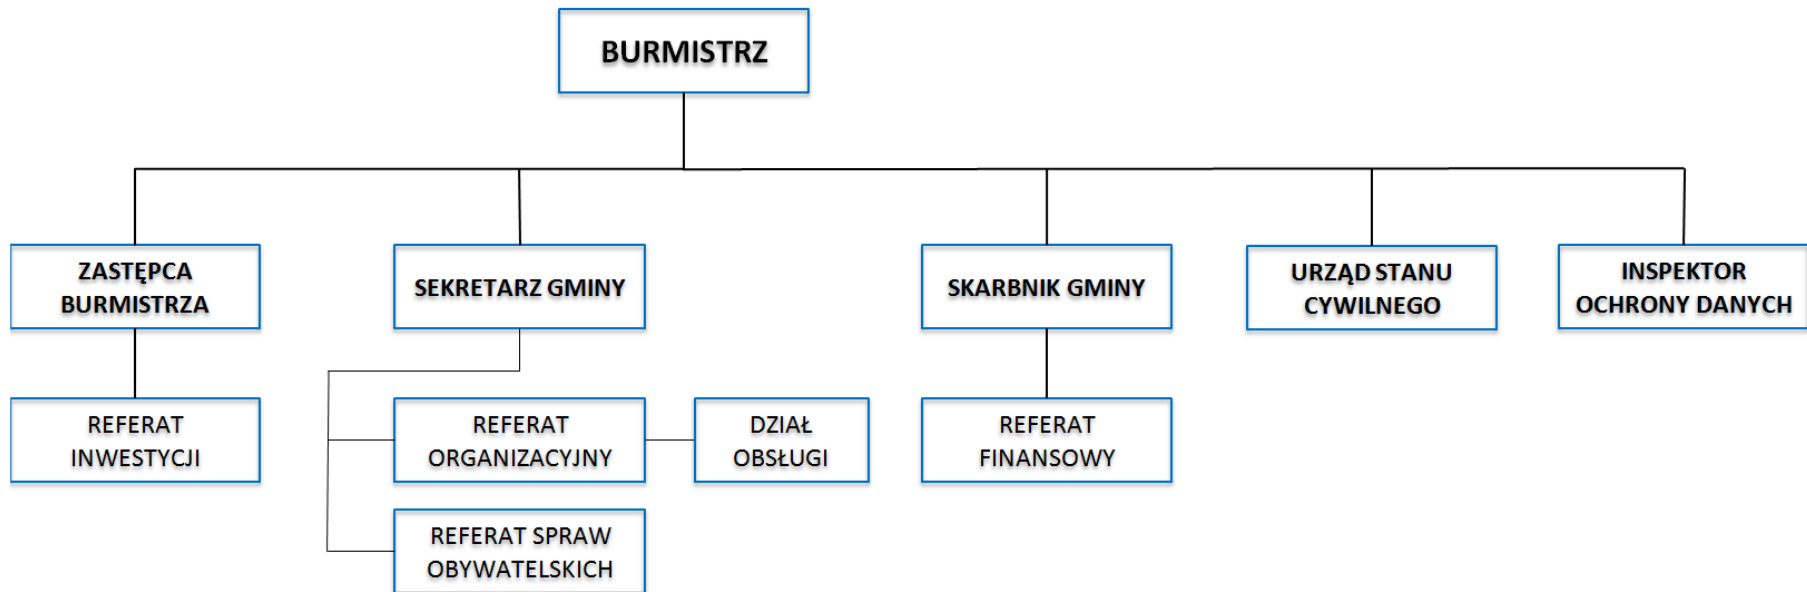 BURMISTRZ
ZASTĘPCA
BURMISTRZA
SEKRETARZ GMINY
SKARBNIK GMINY
URZĄD STANU
CYWILNEGO
INSPEKTOR
OCHRONY DANYCH
REFERAT
INWESTYCJI
REFERAT
ORGANIZACYJNY
DZIAŁ
OBSŁUGI
REFERAT
FINANSOWY
REFERAT SPRAW
OBYWATELSKICH